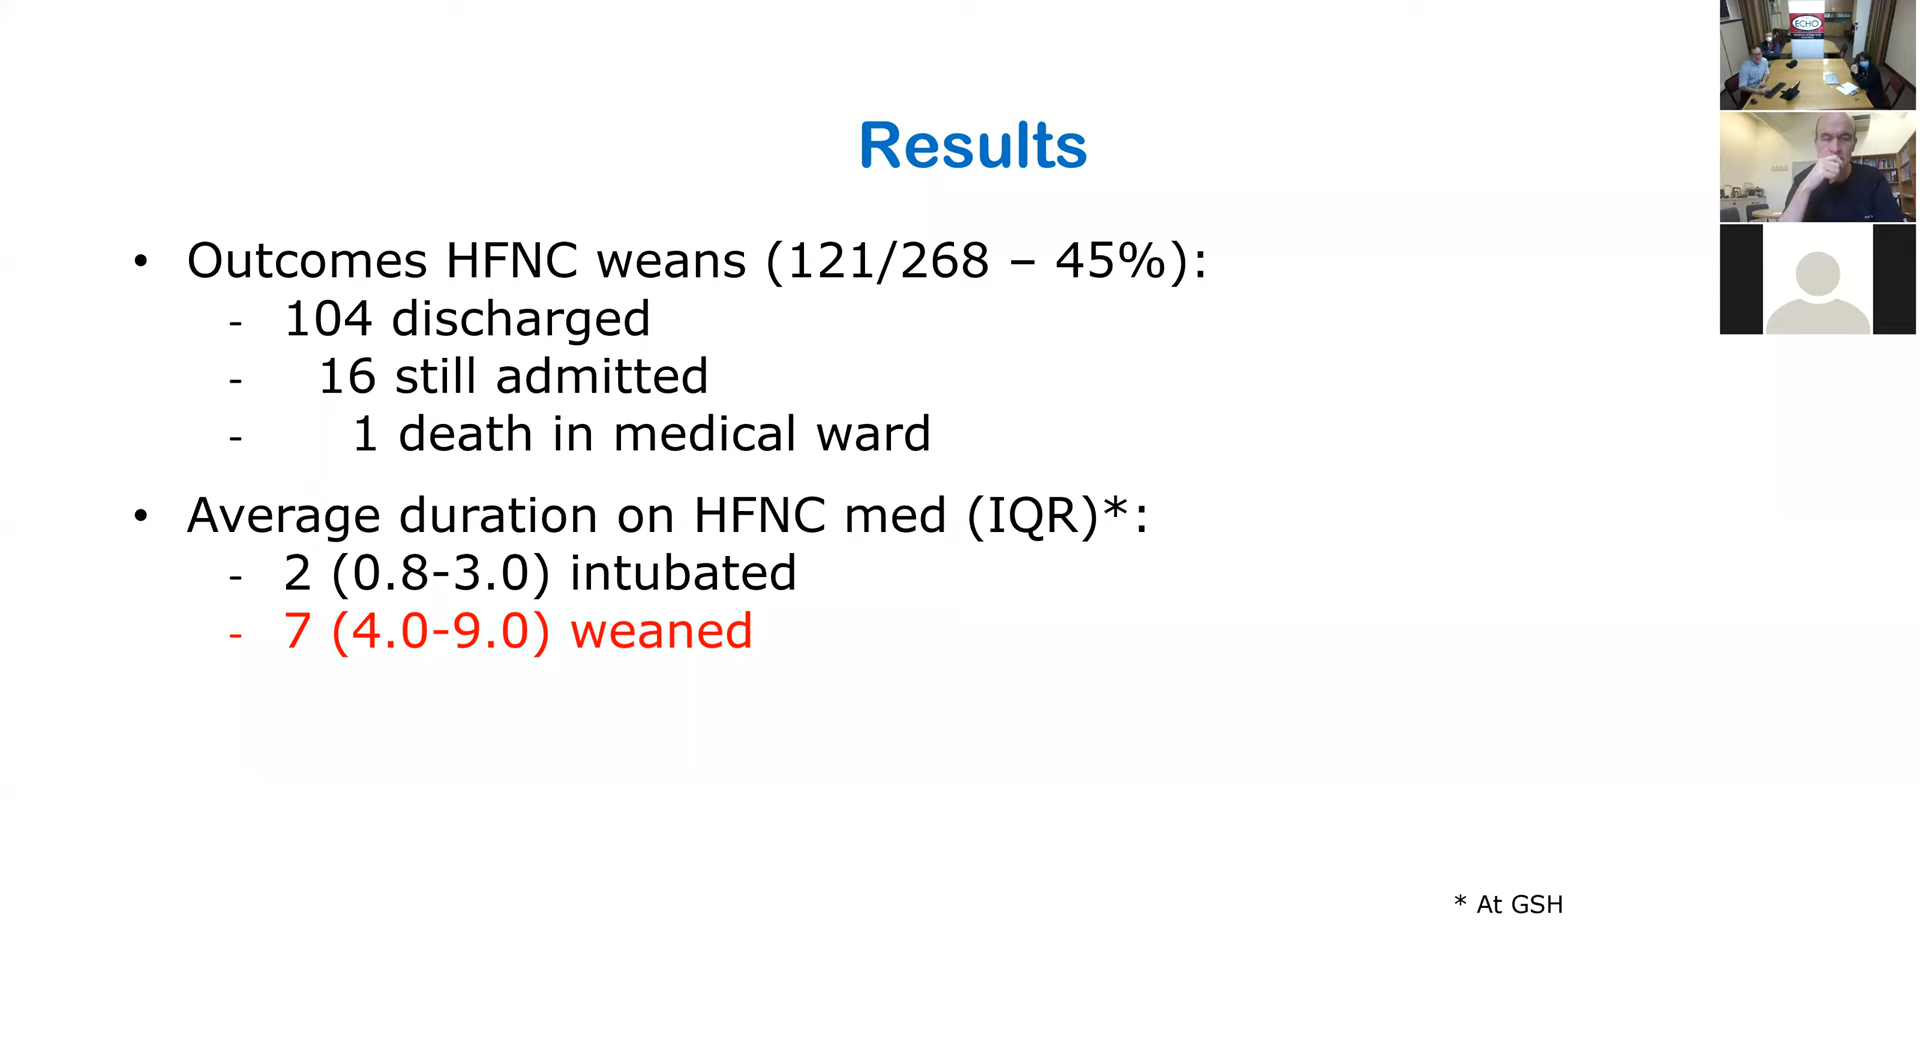 Results
• Outcomes HFNC weans (121/268 – 45%):
- 104 discharged
- 16 still admitted
- 1 death in medical ward
• Average duration on HFNC med (IQR)*:
- 2 (0.8-3.0) intubated
- 7 (4.0-9.0) weaned
* At GSH
ECHO